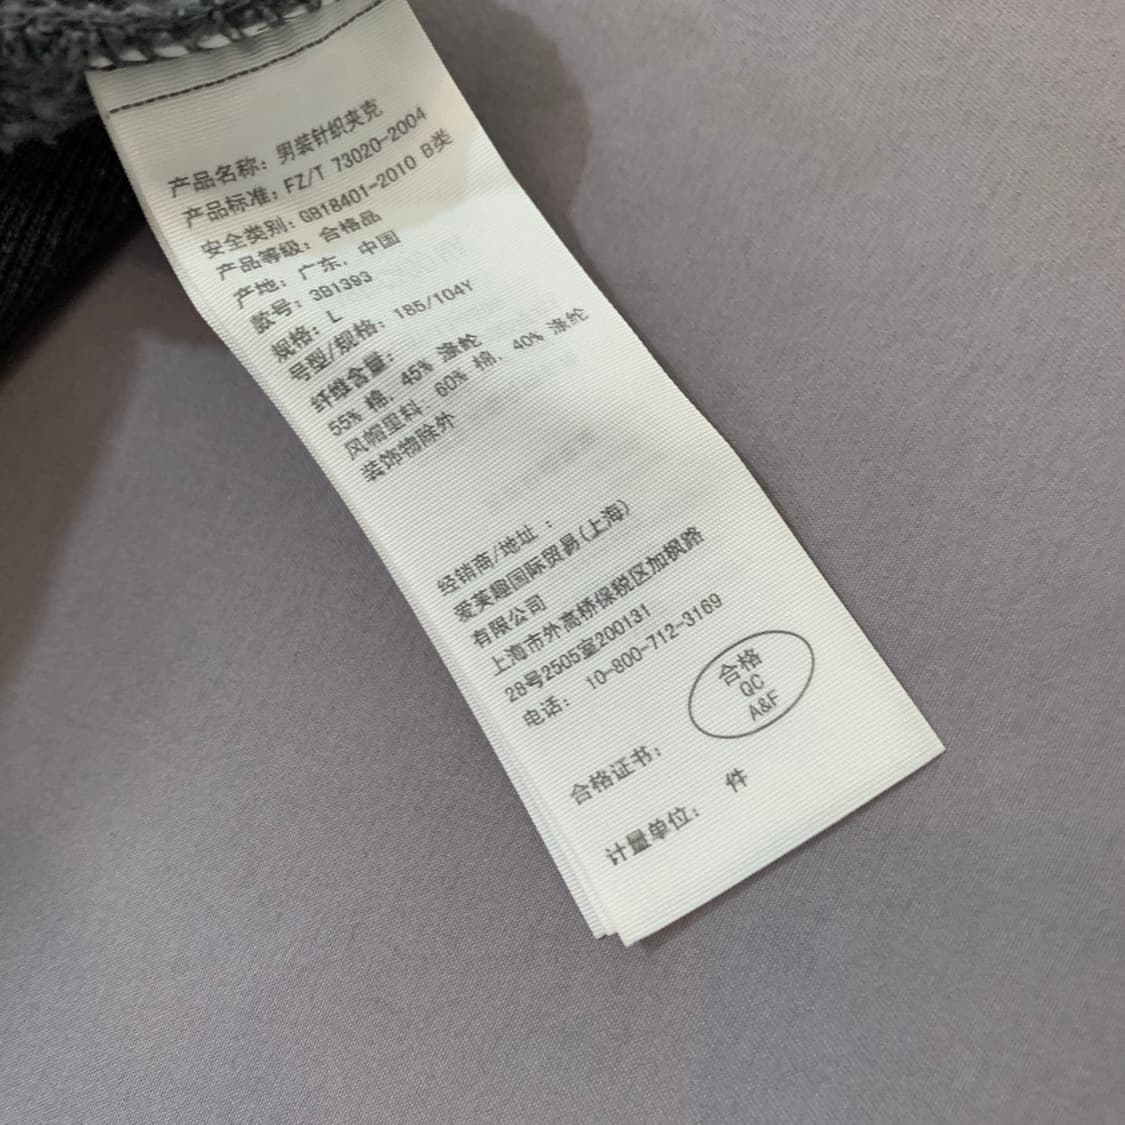 产品名称：男装针织夹克
产品标准：FZ/T 73020-2004
安全类别：GB18401-2010 B类
产品等级：合格品
产地：广东，中国
款号：3B1393
规格：L
号型/规格：185/104Y
纤维含量：
55% 棉，45% 涤纶
风帽里料，60% 棉，40% 涤纶
装饰物除外
经销商/地址：
爱芙趣国际贸易(上海)
有限公司
上海市外高桥保税区加枫路
28号2505室200131
电话： 10-800-712-3169
合格
QC
A&F
合格证书：
计量单位： 件